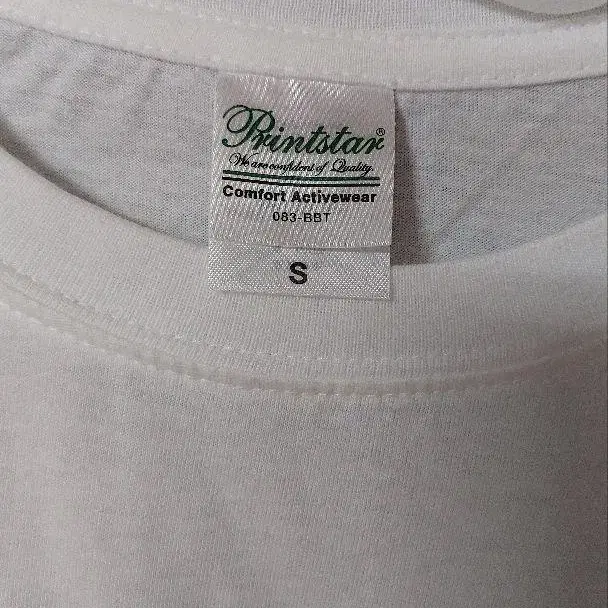 Printstar®
We are confident of Quality
Comfort Activewear
083-BBT
S